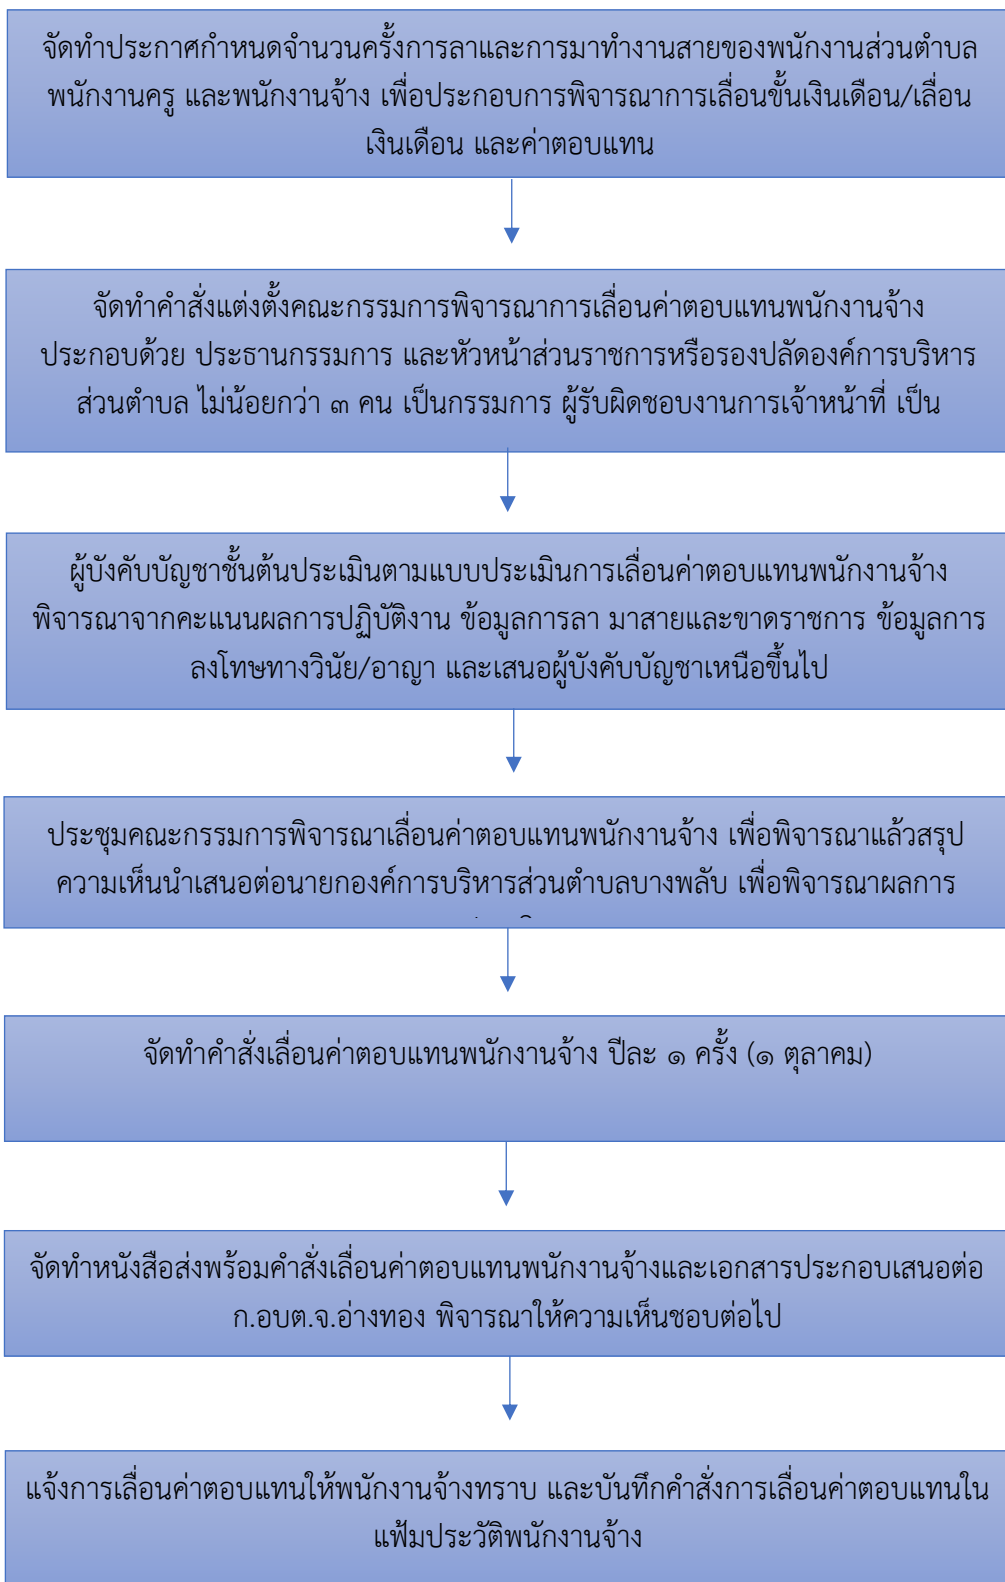 จัดทำประกาศกำหนดจำนวนครั้งการลาและการมาทำงานสายของพนักงานส่วนตำบล
พนักงานครู และพนักงานจ้าง เพื่อประกอบการพิจารณาการเลื่อนขั้นเงินเดือน/เลื่อน
เงินเดือน และค่าตอบแทน
จัดทำคำสั่งแต่งตั้งคณะกรรมการพิจารณาการเลื่อนค่าตอบแทนพนักงานจ้าง
ประกอบด้วย ประธานกรรมการ และหัวหน้าส่วนราชการหรือรองปลัดองค์การบริหาร
ส่วนตำบล ไม่น้อยกว่า ๓ คน เป็นกรรมการ ผู้รับผิดชอบงานการเจ้าหน้าที่ เป็น
ผู้บังคับบัญชาชั้นต้นประเมินตามแบบประเมินการเลื่อนค่าตอบแทนพนักงานจ้าง
พิจารณาจากคะแนนผลการปฏิบัติงาน ข้อมูลการลา มาสายและขาดราชการ ข้อมูลการ
ลงโทษทางวินัย/อาญา และเสนอผู้บังคับบัญชาเหนือขึ้นไป
ประชุมคณะกรรมการพิจารณาเลื่อนค่าตอบแทนพนักงานจ้าง เพื่อพิจารณาแล้วสรุป
ความเห็นนำเสนอต่อนายกองค์การบริหารส่วนตำบลบางพลับ เพื่อพิจารณาผลการ
จัดทำคำสั่งเลื่อนค่าตอบแทนพนักงานจ้าง ปีละ ๑ ครั้ง (๑ ตุลาคม)
จัดทำหนังสือส่งพร้อมคำสั่งเลื่อนค่าตอบแทนพนักงานจ้างและเอกสารประกอบเสนอต่อ
ก.อบต.จ.อ่างทอง พิจารณาให้ความเห็นชอบต่อไป
แจ้งการเลื่อนค่าตอบแทนให้พนักงานจ้างทราบ และบันทึกคำสั่งการเลื่อนค่าตอบแทนใน
แฟ้มประวัติพนักงานจ้าง